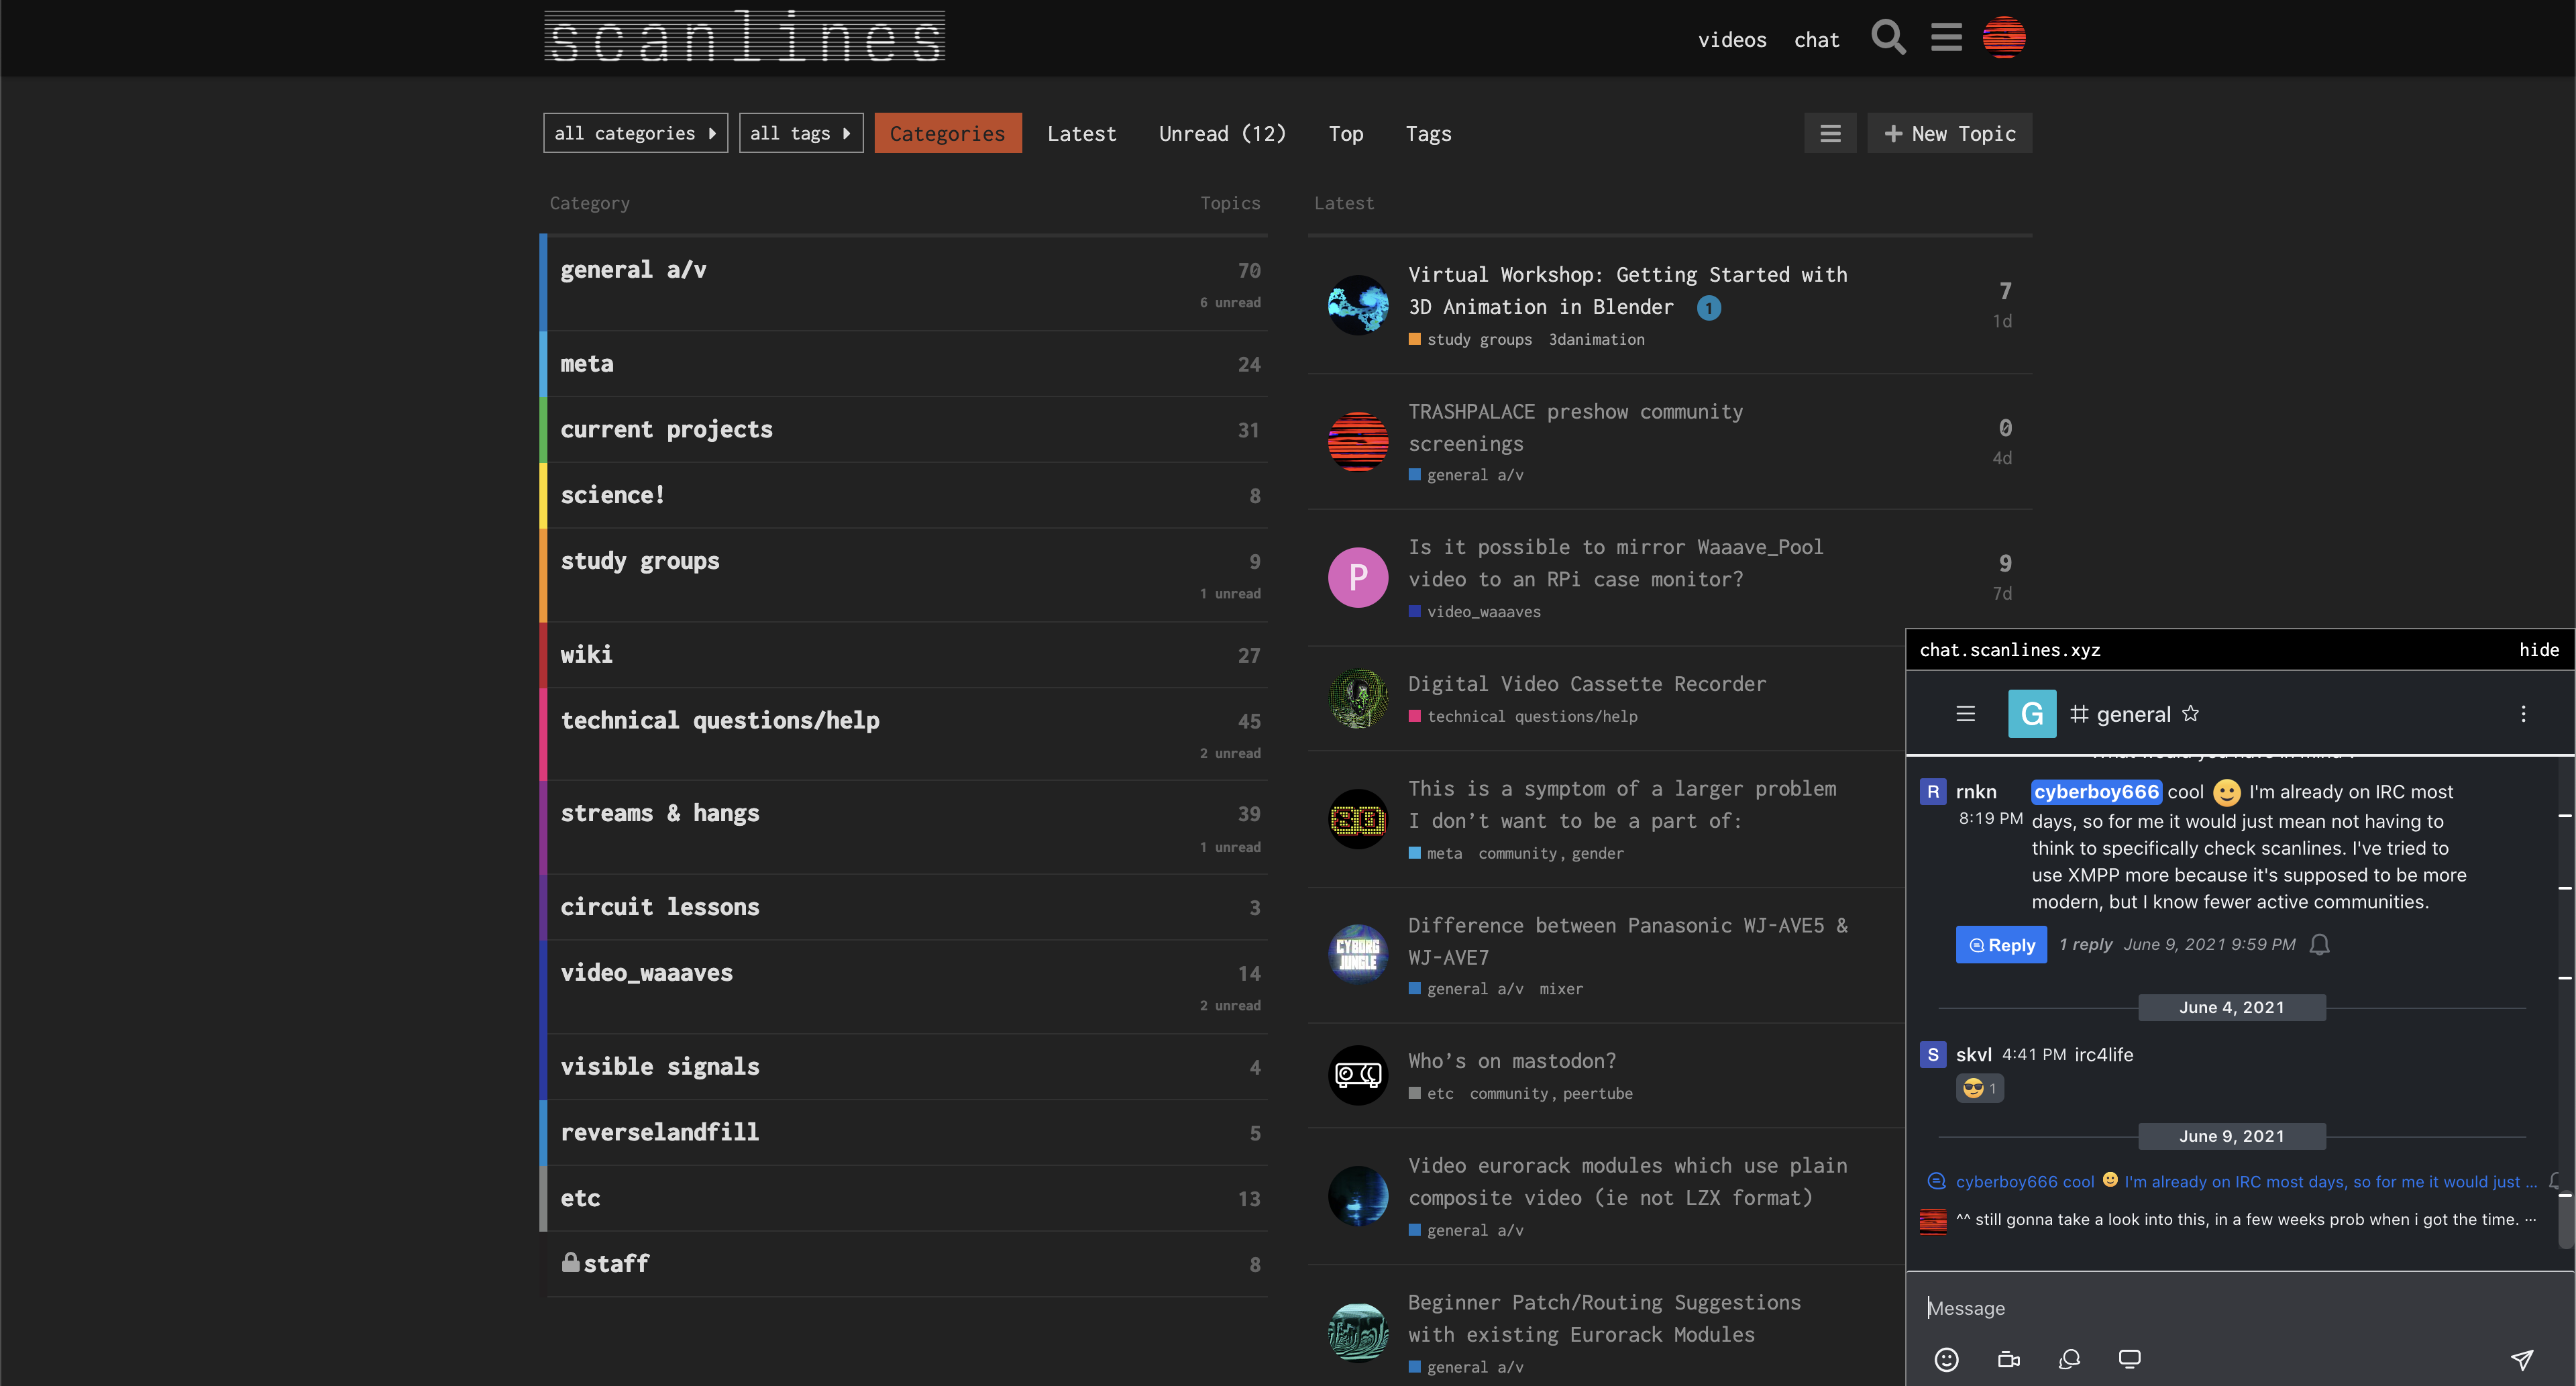 scanlines
videos chat
all categories all tags Categories Latest Unread (12) Top Tags
+ New Topic
Category Topics
general a/v 70
6 unread
meta 24
current projects 31
science! 8
study groups 9
1 unread
wiki 27
technical questions/help 45
2 unread
streams & hangs 39
1 unread
circuit lessons 3
video_waaaves 14
2 unread
visible signals 4
reverselandfill 5
etc 13
staff 8
Latest
Virtual Workshop: Getting Started with
3D Animation in Blender 1
study groups 3danimation
7
1d
TRASHPALACE preshow community
screenings
general a/v
0
4d
P
Is it possible to mirror Waaave_Pool
video to an RPi case monitor?
video_waaaves
9
7d
Digital Video Cassette Recorder
technical questions/help
This is a symptom of a larger problem
I don’t want to be a part of:
meta community, gender
CYBORG
JUNGLE
Difference between Panasonic WJ-AVE5 &
WJ-AVE7
general a/v mixer
Who’s on mastodon?
etc community, peertube
Video eurorack modules which use plain
composite video (ie not LZX format)
general a/v
Beginner Patch/Routing Suggestions
with existing Eurorack Modules
general a/v
chat.scanlines.xyz hide
G # general
R rnkn cyberboy666 cool 🙂 I'm already on IRC most
8:19 PM days, so for me it would just mean not having to
think to specifically check scanlines. I've tried to
use XMPP more because it's supposed to be more
modern, but I know fewer active communities.
Reply 1 reply June 9, 2021 9:59 PM
June 4, 2021
S skvl 4:41 PM irc4life
😎 1
June 9, 2021
cyberboy666 cool 🙂 I'm already on IRC most days, so for me it would just ...
^^ still gonna take a look into this, in a few weeks prob when i got the time. ...
Message